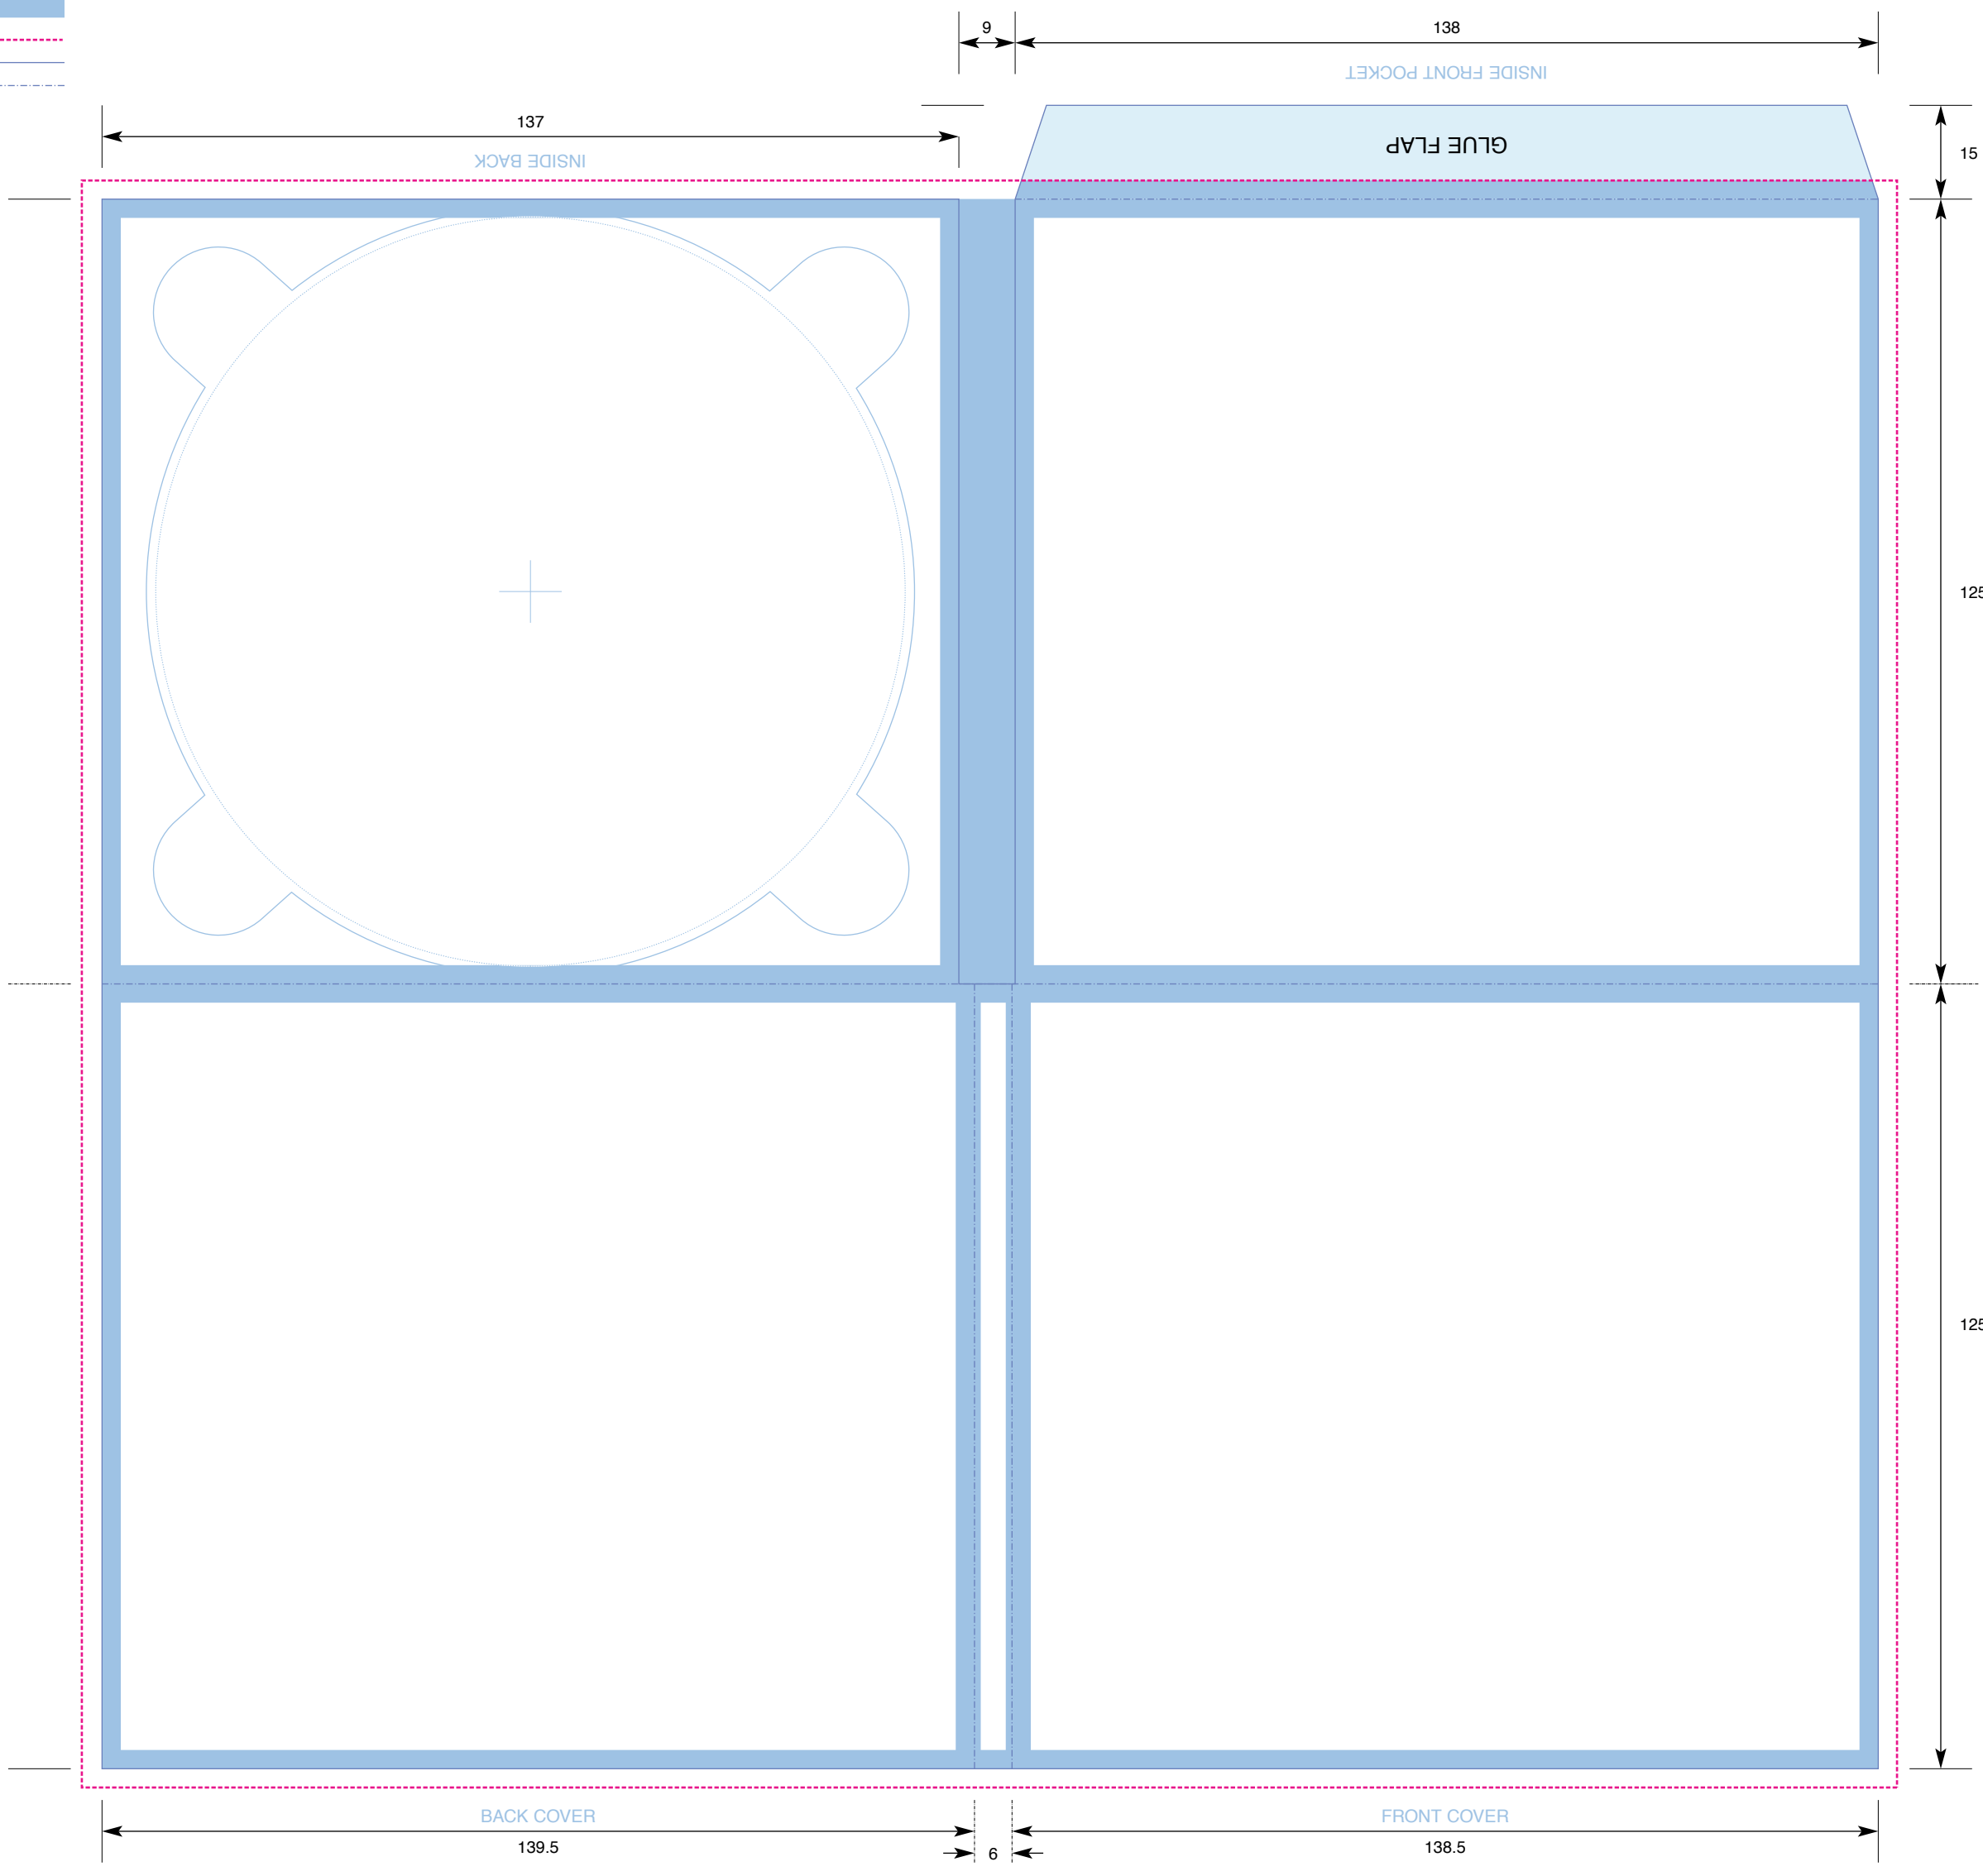 9
138
INSIDE FRONT POCKET
137
INSIDE BACK
GLUE FLAP
15
125
125
BACK COVER
FRONT COVER
139.5
6
138.5